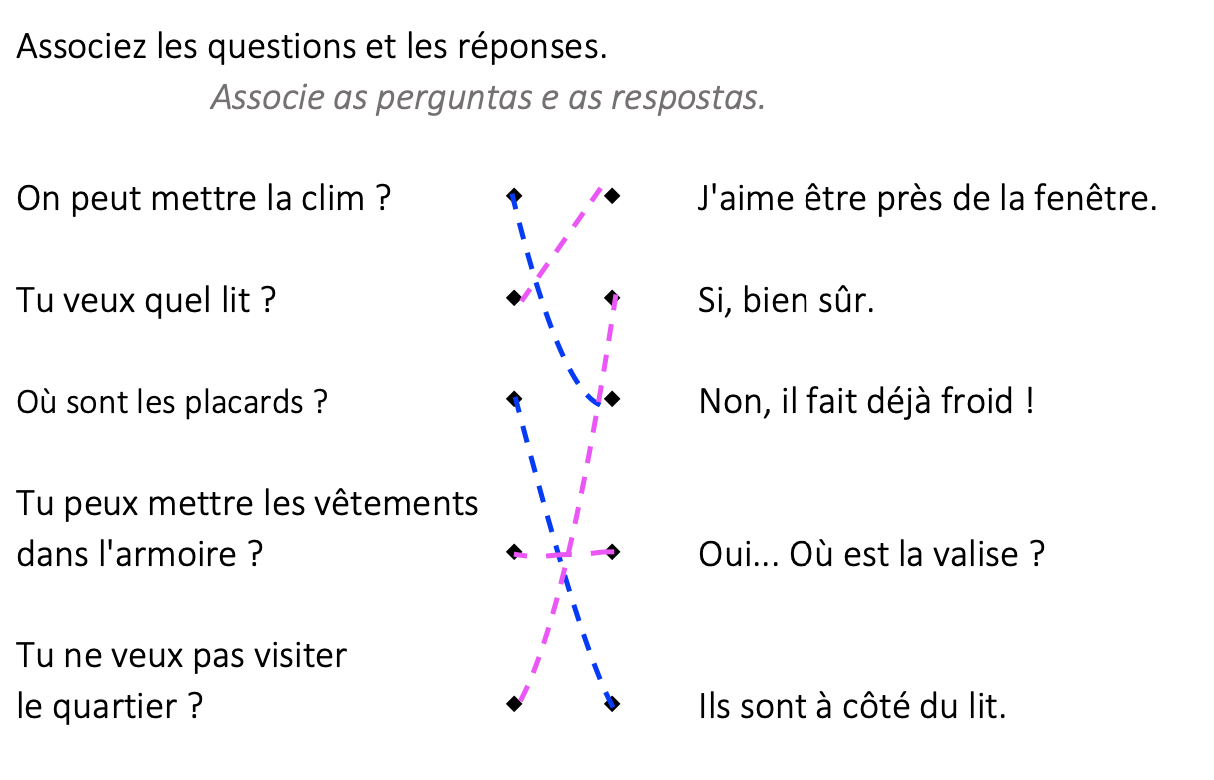 Associez les questions et les réponses.
Associe as perguntas e as respostas.
On peut mettre la clim ?
J'aime être près de la fenêtre.
Tu veux quel lit ?
Si, bien sûr.
Où sont les placards ?
Non, il fait déjà froid !
Tu peux mettre les vêtements
dans l'armoire ?
Oui... Où est la valise ?
Tu ne veux pas visiter
le quartier ?
Ils sont à côté du lit.